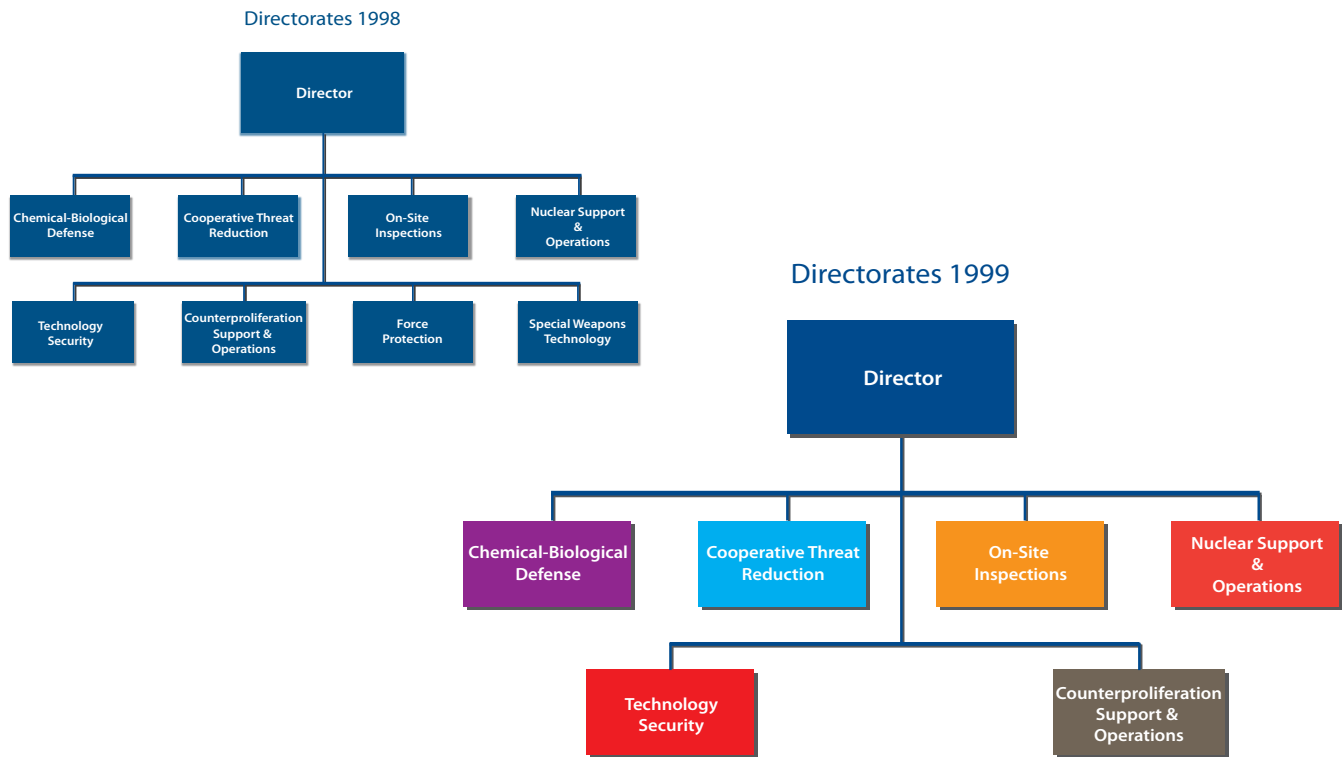 Directorates 1998
Director
Chemical-Biological
Defense
Cooperative Threat
Reduction
On-Site
Inspections
Nuclear Support
&
Operations
Technology
Security
Counterproliferation
Support &
Operations
Force
Protection
Special Weapons
Technology
Directorates 1999
Director
Chemical-Biological
Defense
Cooperative Threat
Reduction
On-Site
Inspections
Nuclear Support
&
Operations
Technology
Security
Counterproliferation
Support &
Operations